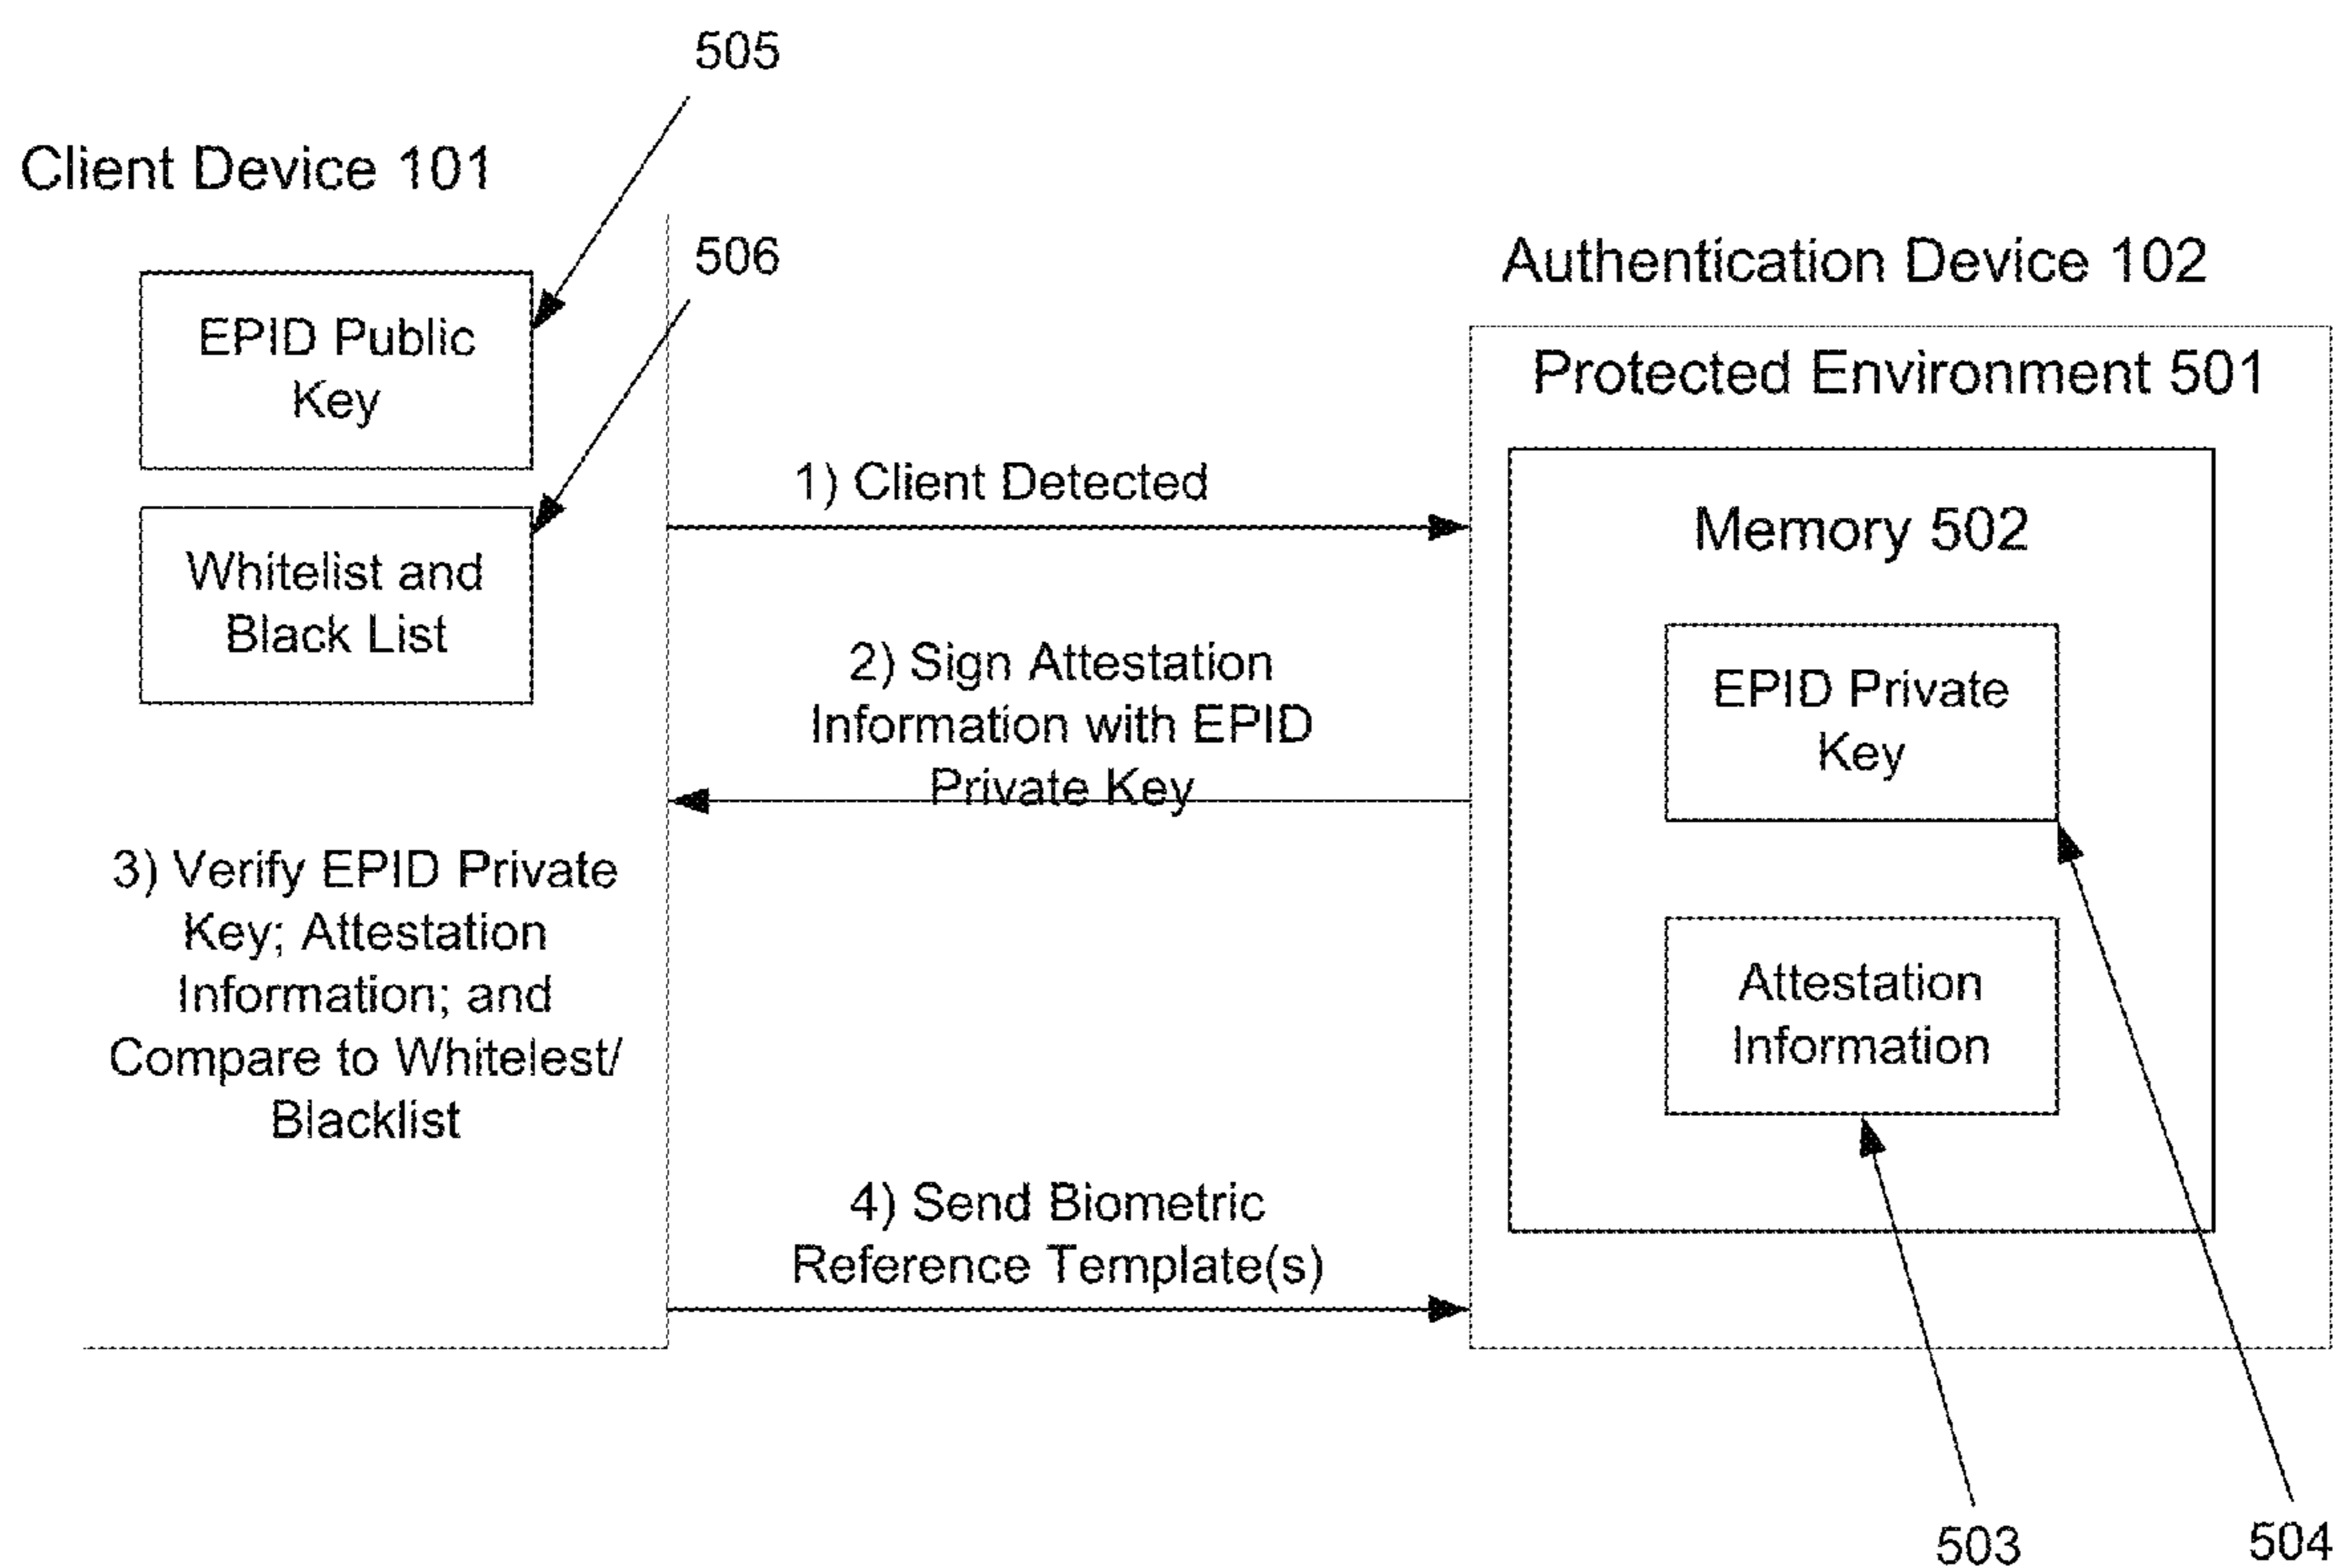 505
Client Device 101
506
EPID Public
Key
Whitelist and
Black List
Authentication Device 102
Protected Environment 501
Memory 502
EPID Private
Key
Attestation
Information
1) Client Detected
2) Sign Attestation
Information with EPID
Private Key
3) Verify EPID Private
Key; Attestation
Information; and
Compare to Whitelest/
Blacklist
4) Send Biometric
Reference Template(s)
503
504